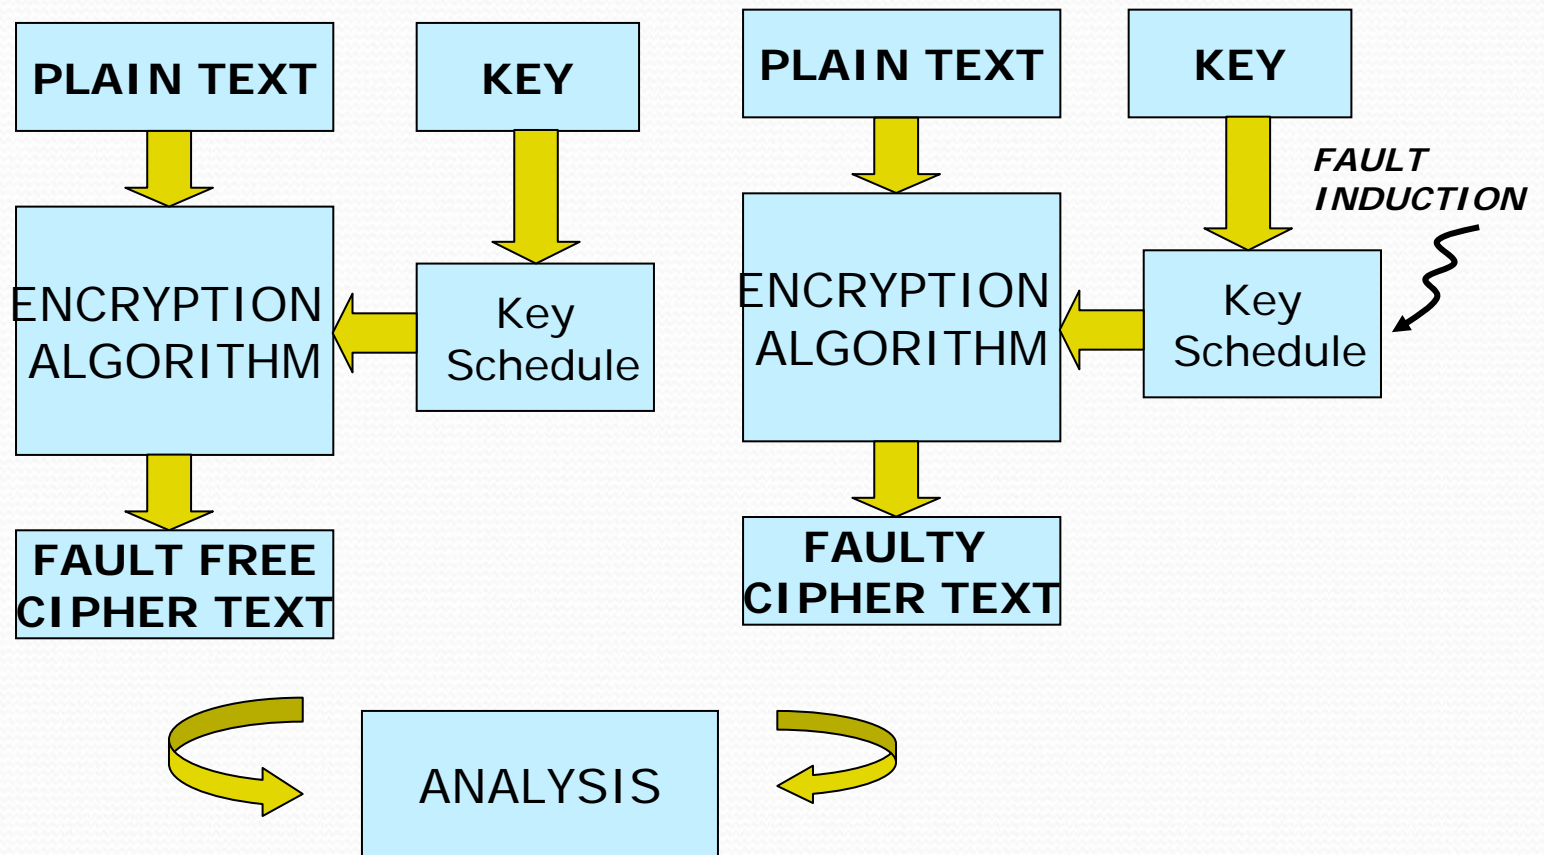 PLAIN TEXT
KEY
ENCRYPTION
ALGORITHM
Key
Schedule
FAULT FREE
CIPHER TEXT
PLAIN TEXT
KEY
FAULT
INDUCTION
ENCRYPTION
ALGORITHM
Key
Schedule
FAULTY
CIPHER TEXT
ANALYSIS